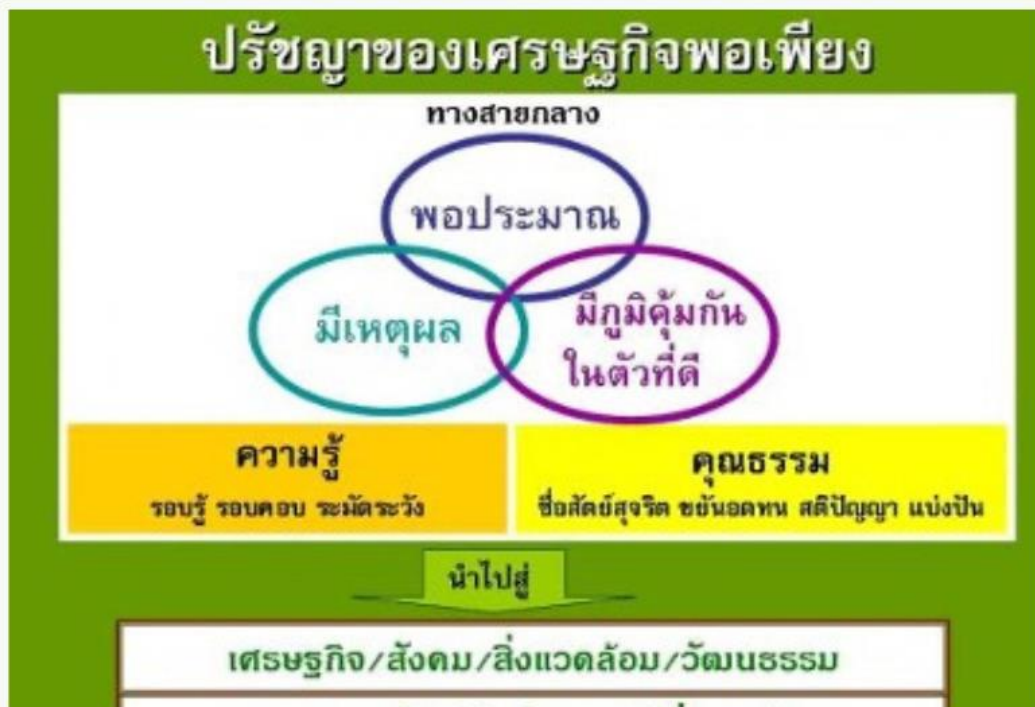 ปรัชญาของเศรษฐกิจพอเพียง
ทางสายกลาง
พอประมาณ
มีเหตุผล
มีภูมิคุ้มกัน
ในตัวที่ดี
ความรู้
รอบรู้ รอบคอบ ระมัดระวัง
คุณธรรม
ซื่อสัตย์สุจริต ขยันอดทน สติปัญญา แบ่งปัน
นำไปสู่
เศรษฐกิจ/สังคม/สิ่งแวดล้อม/วัฒนธรรม